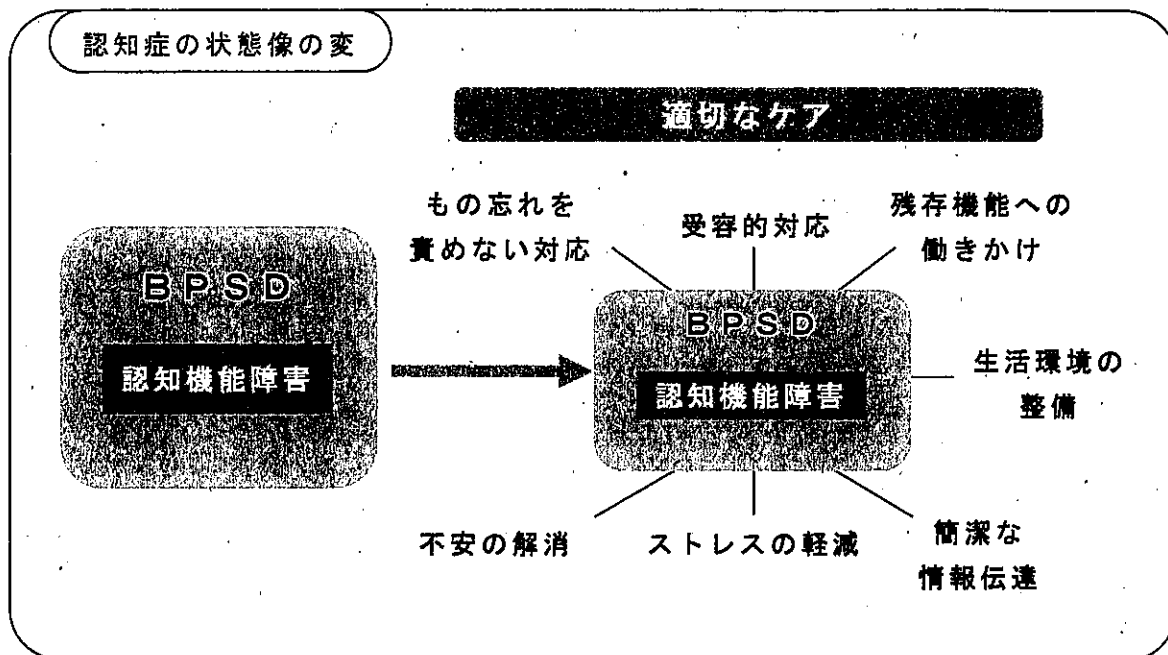 認知症の状態像の変
適切なケア
もの忘れを
責めない対応
受容的対応
残存機能への
働きかけ
BPSD
認知機能障害
BPSD
認知機能障害
生活環境の
整備
不安の解消
ストレスの軽減
簡潔な
情報伝達